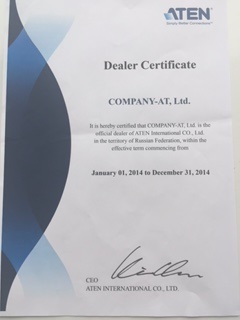 ATEN
Simply Better Connections
Dealer Certificate
COMPANY-AT, Ltd.
It is hereby certified that COMPANY-AT, Ltd. is the
official dealer of ATEN International CO., Ltd.
in the territory of Russian Federation, within the
effective term commencing from
January 01, 2014 to December 31, 2014
CEO
ATEN INTERNATIONAL CO., LTD.